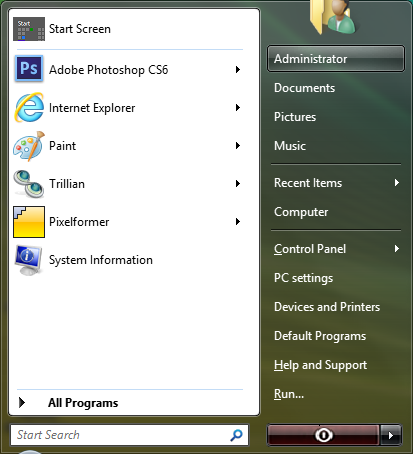 Start
Start Screen
Ps
Adobe Photoshop CS6
Internet Explorer
Paint
Trillian
Pixelformer
System Information
All Programs
Start Search
Administrator
Documents
Pictures
Music
Recent Items
Computer
Control Panel
PC settings
Devices and Printers
Default Programs
Help and Support
Run...